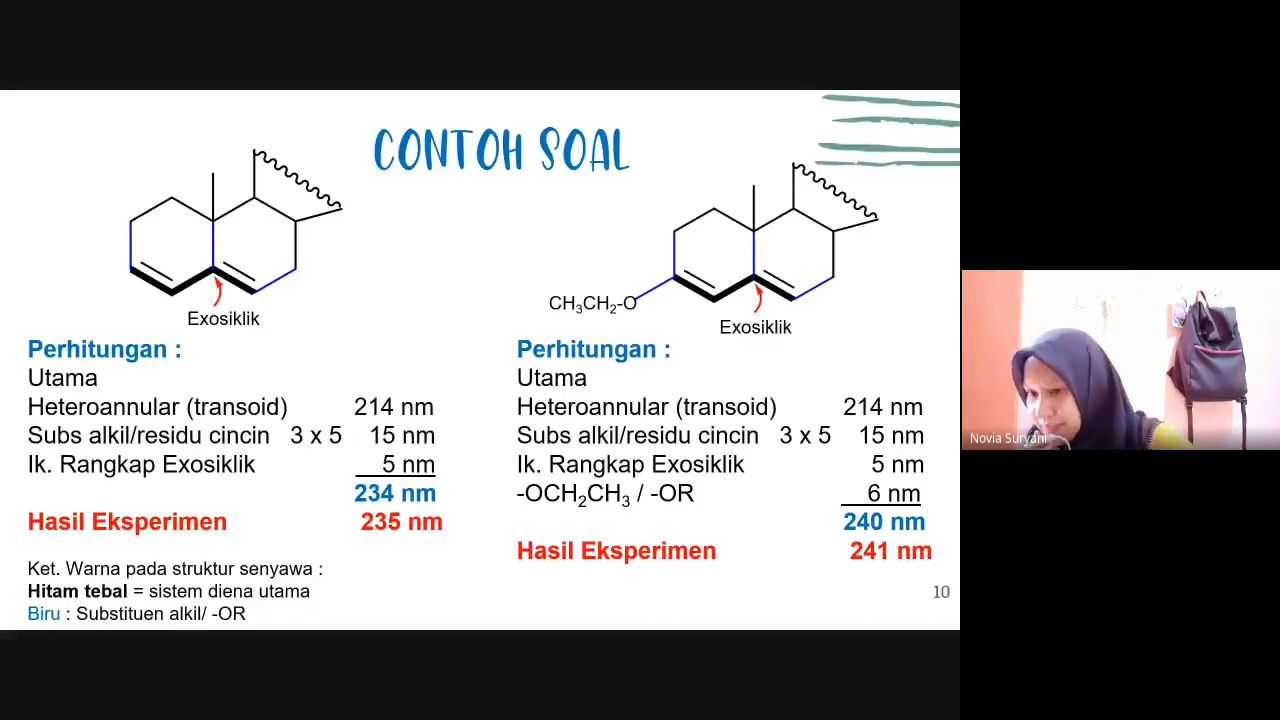 CONTOH SOAL
Exosiklik
Perhitungan :
Utama
Heteroannular (transoid) 214 nm
Subs alkil/residu cincin 3 x 5 15 nm
Ik. Rangkap Exosiklik 5 nm
234 nm
Hasil Eksperimen 235 nm
Ket. Warna pada struktur senyawa :
Hitam tebal = sistem diena utama
Biru : Substituen alkil/ -OR
CH₃CH₂-O
Exosiklik
Perhitungan :
Utama
Heteroannular (transoid) 214 nm
Subs alkil/residu cincin 3 x 5 15 nm
Ik. Rangkap Exosiklik 5 nm
-OCH₂CH₃ / -OR 6 nm
240 nm
Hasil Eksperimen 241 nm
10
Novia Suryani